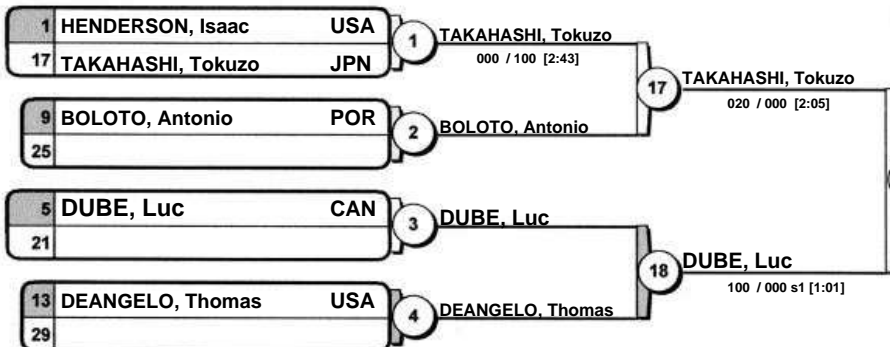 1 HENDERSON, Isaac USA
17 TAKAHASHI, Tokuzo JPN
1
TAKAHASHI, Tokuzo
000 / 100 [2:43]
9 BOLOTO, Antonio POR
25
2
BOLOTO, Antonio
17
TAKAHASHI, Tokuzo
020 / 000 [2:05]
5 DUBE, Luc CAN
21
3
DUBE, Luc
13 DEANGELO, Thomas USA
29
4
DEANGELO, Thomas
18
DUBE, Luc
100 / 000 s1 [1:01]